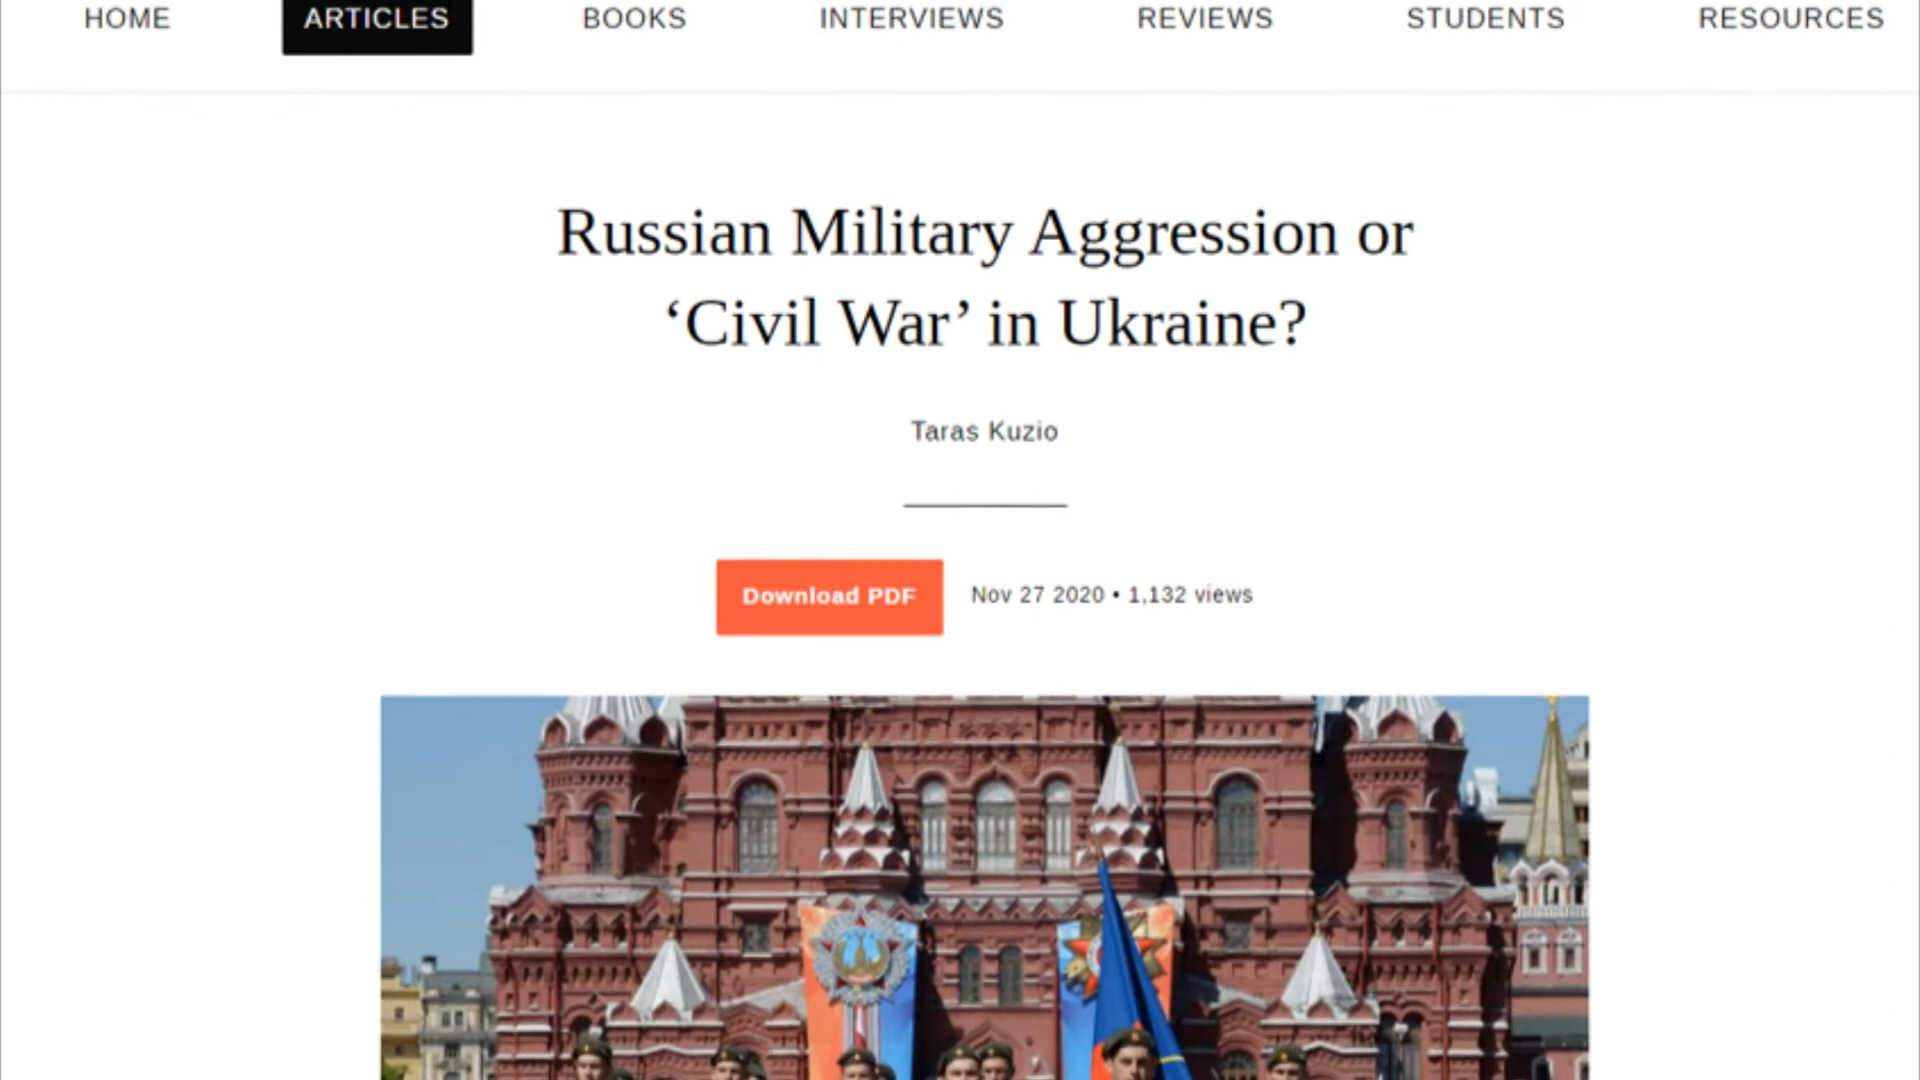 HOME ARTICLES BOOKS INTERVIEWS REVIEWS STUDENTS RESOURCES
Russian Military Aggression or
‘Civil War’ in Ukraine?
Taras Kuzio
Download PDF Nov 27 2020 • 1,132 views